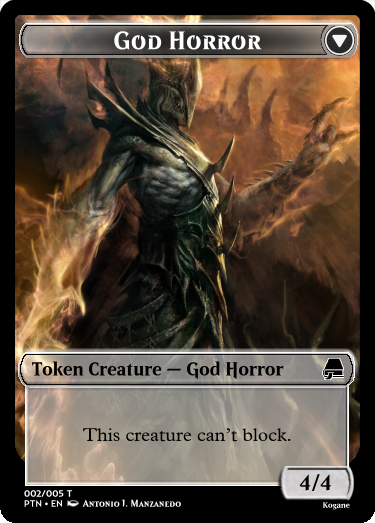 God Horror
Token Creature — God Horror
This creature can't block.
4/4
002/005 T
PTN • EN Antonio J. Manzanedo
Kogane